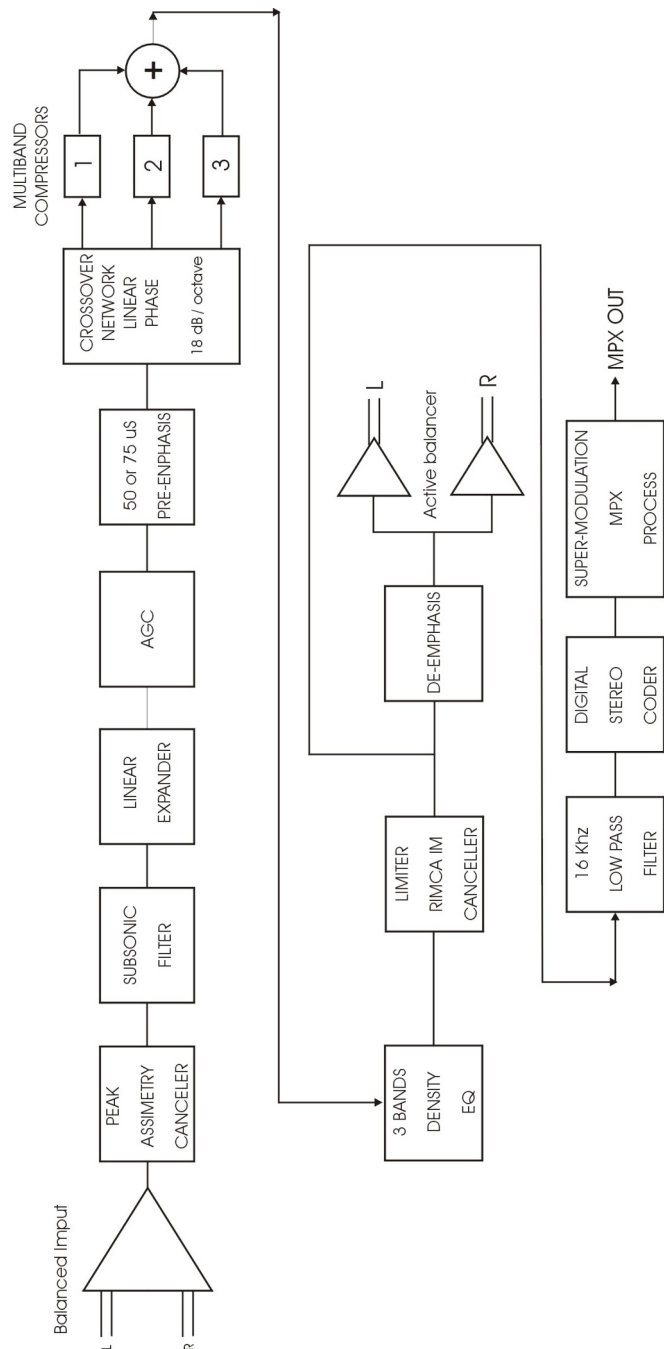 Balanced Imput
L
R
PEAK
ASSIMETRY
CANCELER
SUBSONIC
FILTER
LINEAR
EXPANDER
AGC
50 or 75 uS
PRE-ENPHASIS
CROSSOVER
NETWORK
LINEAR
PHASE
18 dB / octave
MULTIBAND
COMPRESSORS
1
2
3
+
3 BANDS
DENSITY
EQ
LIMITER
RIMCA IM
CANCELLER
DE-EMPHASIS
Active balancer
L
R
16 Khz
LOW PASS
FILTER
DIGITAL
STEREO
CODER
SUPER-MODULATION
MPX
PROCESS
MPX OUT